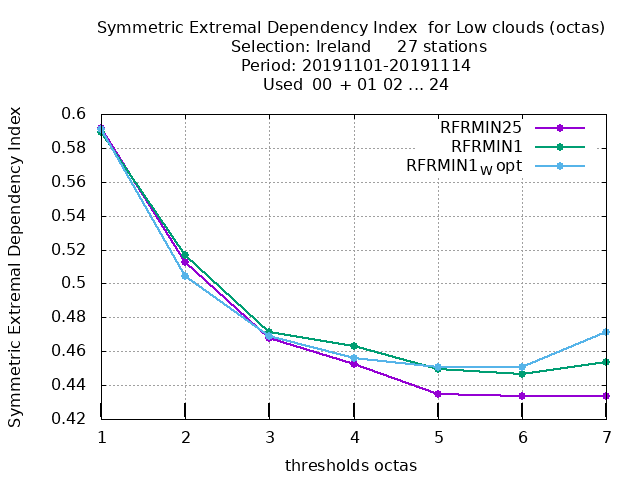 Symmetric Extremal Dependency Index  for Low clouds (octas)
Selection: Ireland     27 stations
Period: 20191101-20191114
Used  00 + 01 02 ... 24
Symmetric Extremal Dependency Index
0.6
0.58
0.56
0.54
0.52
0.5
0.48
0.46
0.44
0.42
RFRMIN25
RFRMIN1
RFRMIN1W opt
1 2 3 4 5 6 7
thresholds octas